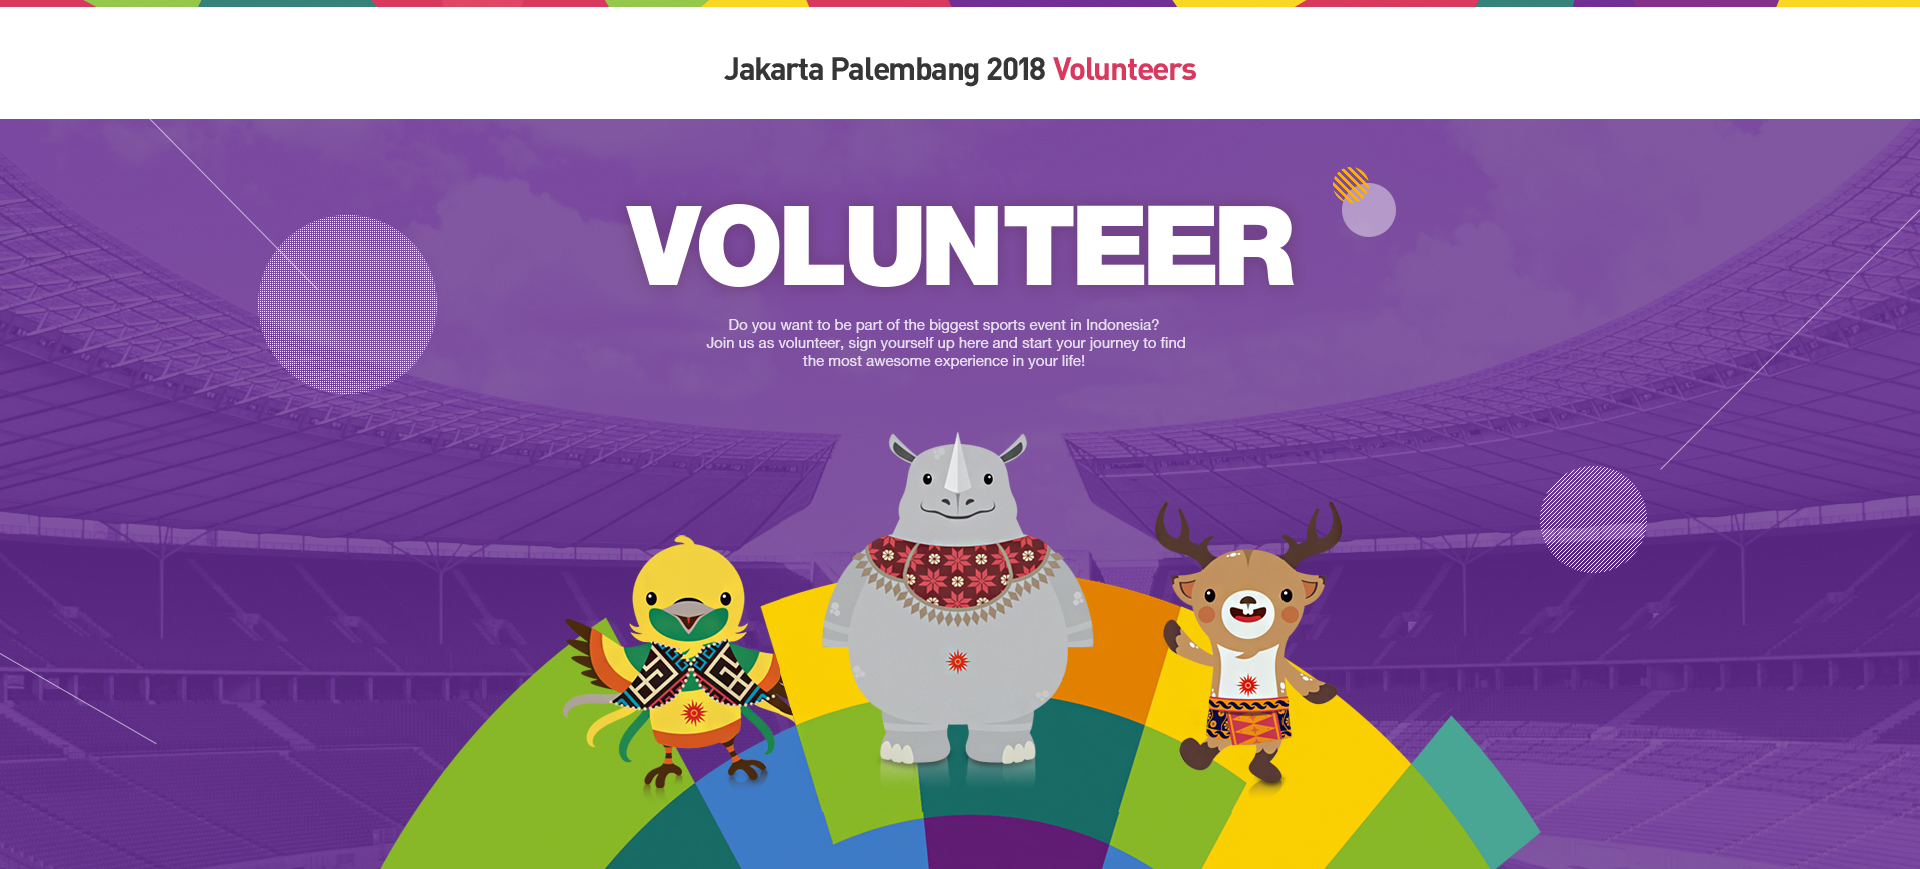 Jakarta Palembang 2018 Volunteers
VOLUNTEER
Do you want to be part of the biggest sports event in Indonesia?
Join us as volunteer, sign yourself up here and start your journey to find
the most awesome experience in your life!